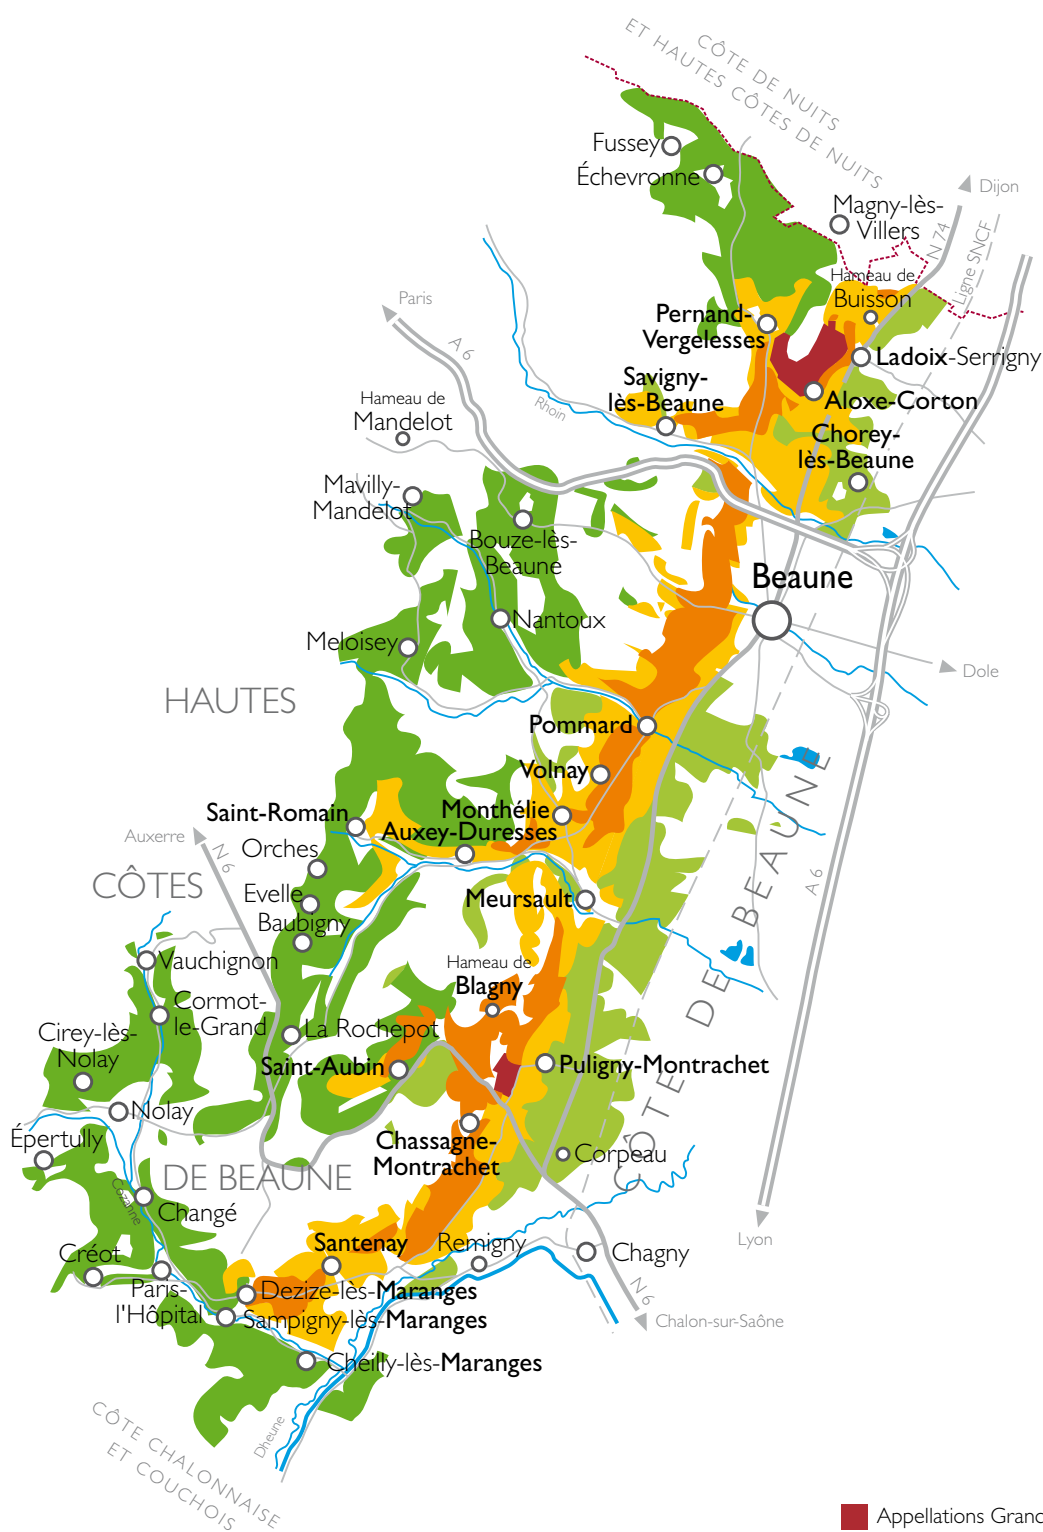 CÔTE DE NUITS
ET HAUTES CÔTES DE NUITS
Fussey
Échevronne
Dijon
Magny-lès-
Villers
N 74
Ligne SNCF
Hameau de
Buisson
Paris
A 6
Pernand-
Vergelesses
Ladoix-Serrigny
Savigny-
lès-Beaune
Aloxe-Corton
Rhoin
Hameau de
Mandelot
Chorey-
lès-Beaune
Mavilly-
Mandelot
Bouze-lès-
Beaune
Beaune
Nantoux
Meloisey
Dole
HAUTES
Pommard
Volnay
Saint-Romain
Monthélie
Auxey-Duresses
Auxerre
N 6
Orches
CÔTES
Evelle
Baubigny
Meursault
A 6
CÔTE DE BEAUNE
Vauchignon
Hameau de
Blagny
Cormot-
le-Grand
Cirey-lès-
Nolay
La Rochepot
Saint-Aubin
Puligny-Montrachet
Nolay
Épertully
Chassagne-
Montrachet
Corpeau
DE BEAUNE
Cozanne
Changé
Santenay
Remigny
Chagny
Lyon
Créot
Paris-
l'Hôpital
Dezize-lès-Maranges
Sampigny-lès-Maranges
N 6
Chalon-sur-Saône
Cheilly-lès-Maranges
Dheune
CÔTE CHALONNAISE
ET COUCHOIS
Appellations Grand